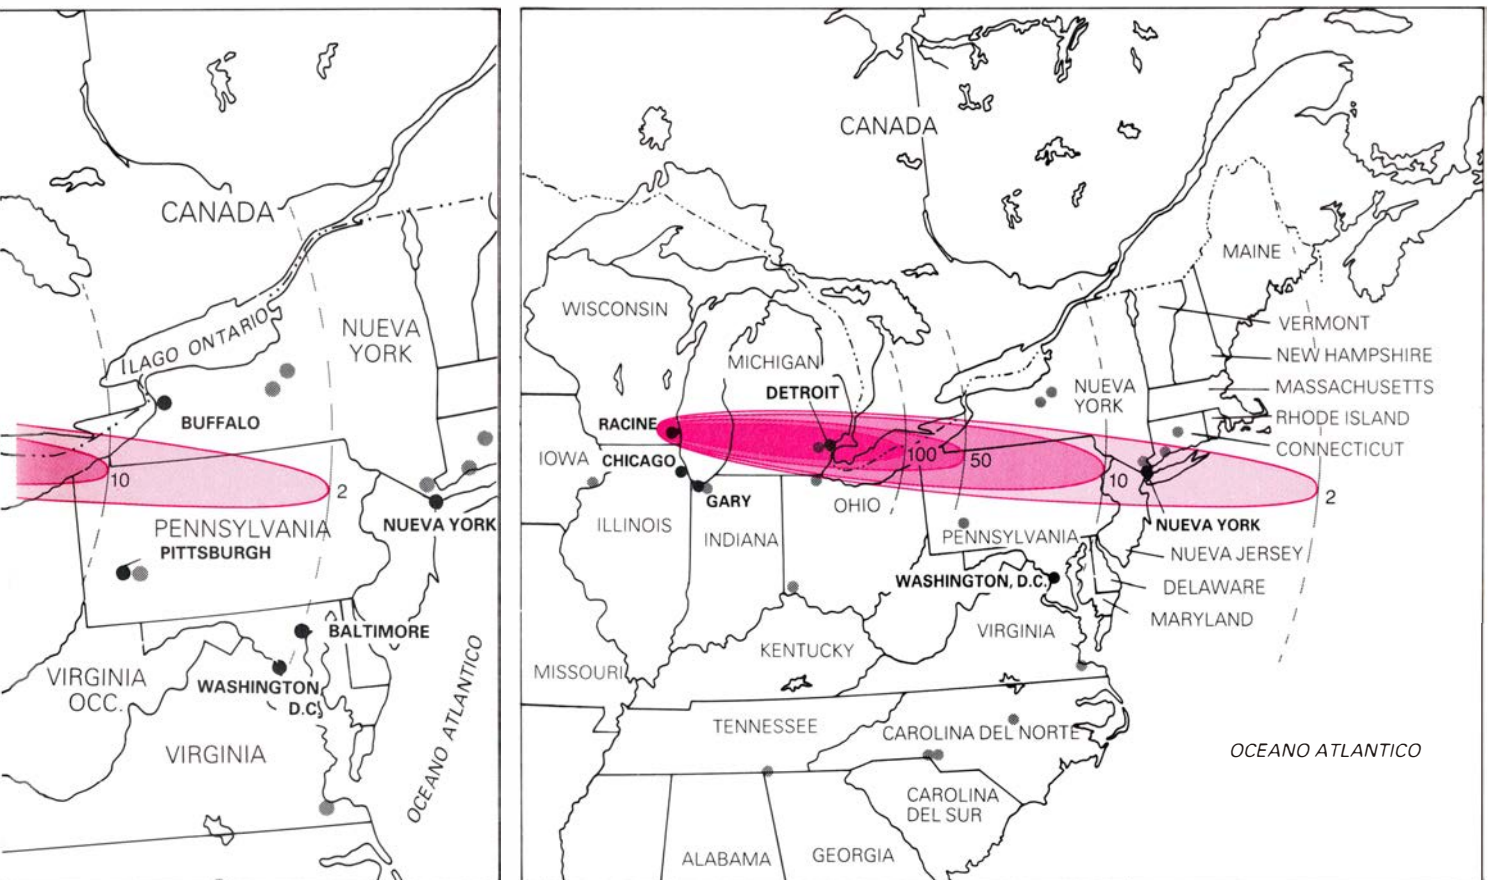 CANADA
ILAGO ONTARIO
NUEVA
YORK
BUFFALO
10
2
PENNSYLVANIA
PITTSBURGH
NUEVA YORK
BALTIMORE
VIRGINIA
OCC.
WASHINGTON
D.C.
VIRGINIA
OCEANO ATLANTICO
CANADA
MAINE
WISCONSIN
VERMONT
NEW HAMPSHIRE
MICHIGAN
MASSACHUSETTS
DETROIT
NUEVA
YORK
RHODE ISLAND
RACINE
CONNECTICUT
IOWA
CHICAGO
100
50
10
2
GARY
OHIO
ILLINOIS
INDIANA
PENNSYLVANIA
NUEVA YORK
NUEVA JERSEY
WASHINGTON, D.C.
DELAWARE
MARYLAND
VIRGINIA
KENTUCKY
MISSOURI
TENNESSEE
CAROLINA DEL NORTE
OCEANO ATLANTICO
CAROLINA
DEL SUR
ALABAMA
GEORGIA